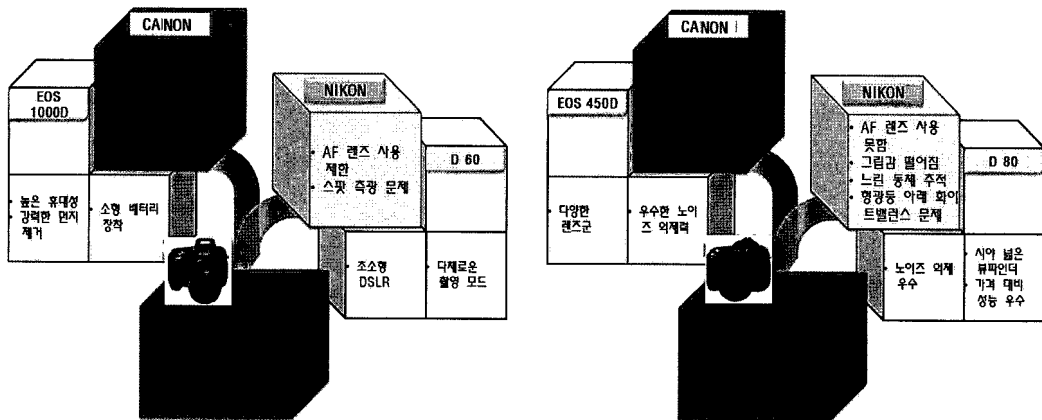 CANON
EOS
1000D
• 높은 휴대성
• 강력한 먼지
제거
• 소형 배터리
장착
NIKON
• AF 렌즈 사용
제한
• 스팟 측광 문제
D 60
• 조소형
DSLR
• 다채로운
촬영 모드
CANON
EOS 450D
• 다양한
렌즈군
• 우수한 노이
즈 억제력
NIKON
• AF 렌즈 사용
못함
• 그립감 떨어짐
• 느린 동체 추적
• 형광등 아래 화이
트밸런스 문제
D 80
• 노이즈 억제
우수
• 시야 넓은
뷰파인더
• 가격 대비
성능 우수